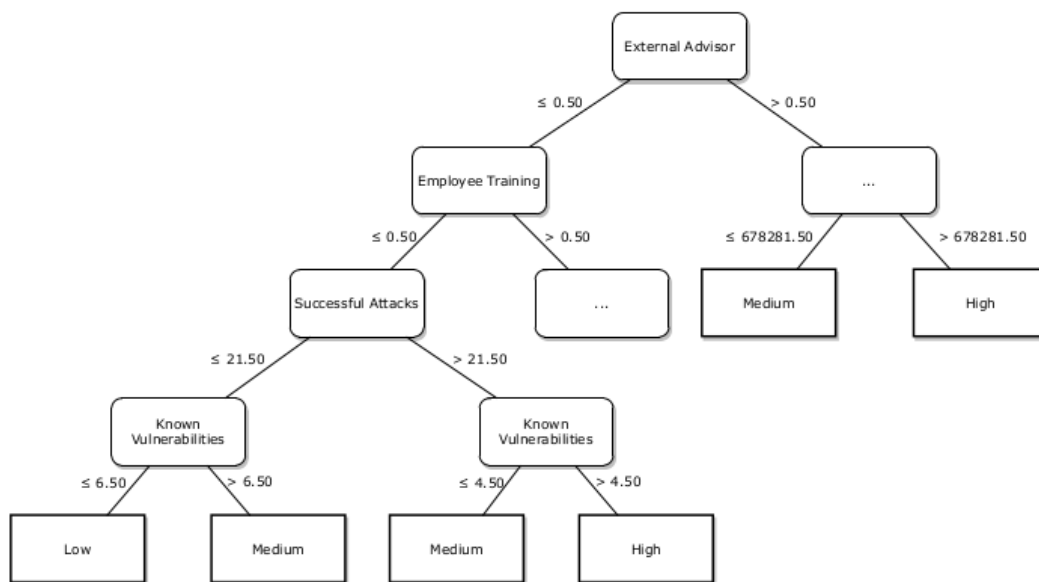 External Advisor
≤ 0.50
> 0.50
Employee Training
...
≤ 0.50
> 0.50
≤ 678281.50
> 678281.50
Successful Attacks
...
Medium
High
≤ 21.50
> 21.50
Known
Vulnerabilities
Known
Vulnerabilities
≤ 6.50
> 6.50
≤ 4.50
> 4.50
Low
Medium
Medium
High